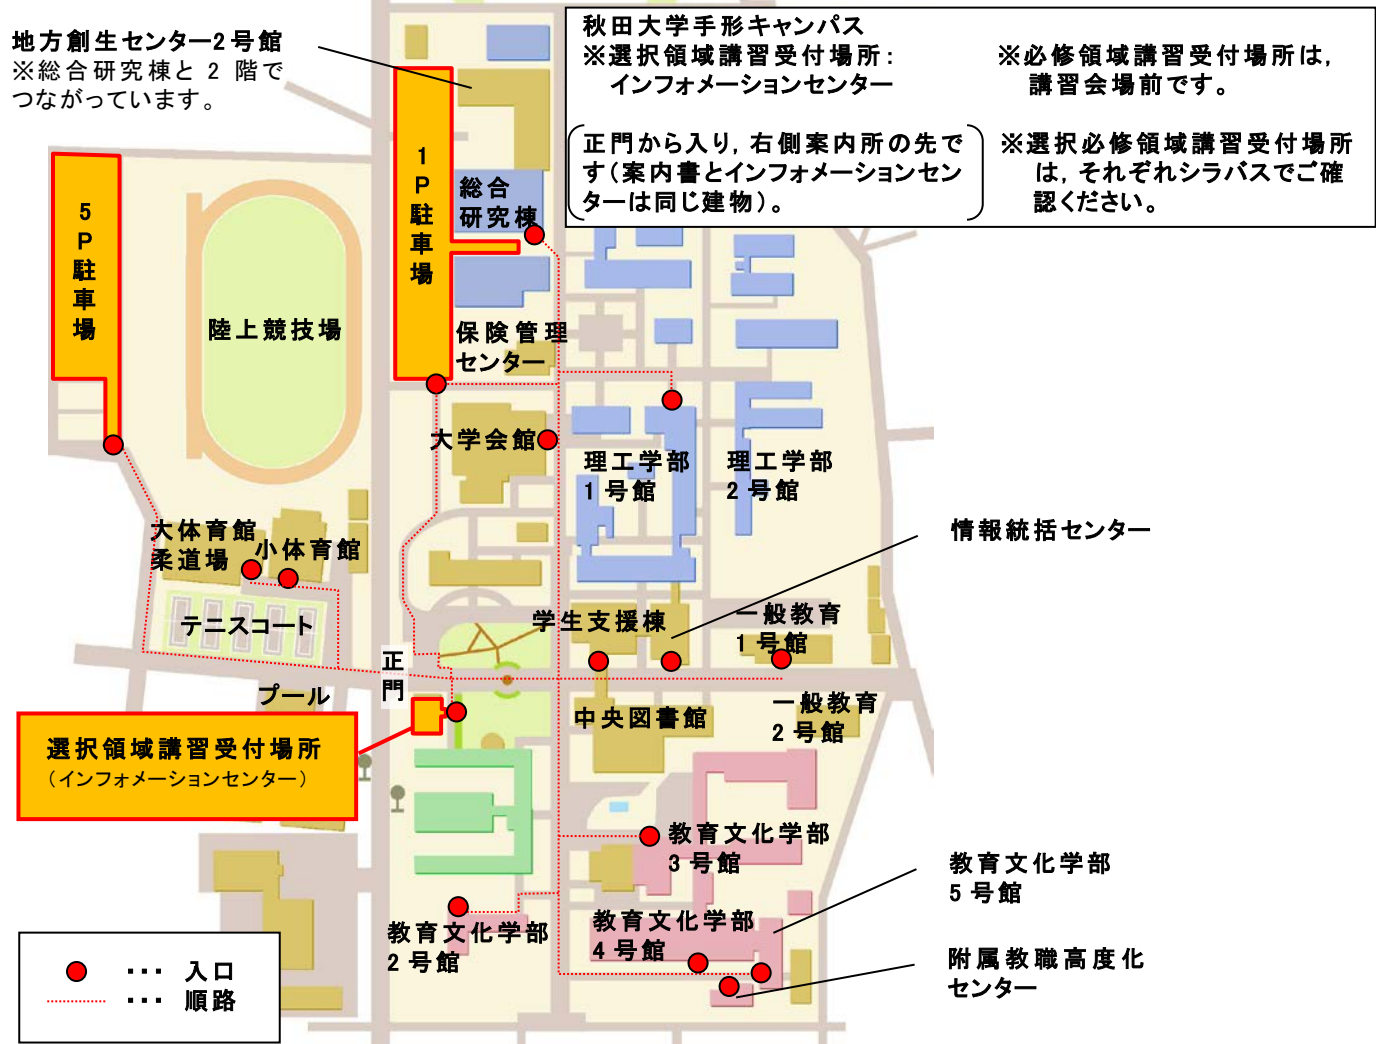 地方創生センター2号館
※総合研究棟と 2 階で
つながっています。
秋田大学手形キャンパス
※選択領域講習受付場所：
インフォメーションセンター
正門から入り，右側案内所の先で
す（案内書とインフォメーションセン
ターは同じ建物）。
※必修領域講習受付場所は，
講習会場前です。
※選択必修領域講習受付場所
は，それぞれシラバスでご確
認ください。
5P駐車場
1P駐車場
総合
研究棟
陸上競技場
保険管理
センター
大学会館
理工学部
1 号館
理工学部
2 号館
大体育館
柔道場
小体育館
情報統括センター
テニスコート
学生支援棟
一般教育
1 号館
正門
プール
中央図書館
一般教育
2 号館
選択領域講習受付場所
（インフォメーションセンター）
教育文化学部
3 号館
教育文化学部
5 号館
教育文化学部
2 号館
教育文化学部
4 号館
附属教職高度化
センター
･･･ 入口
･･･ 順路